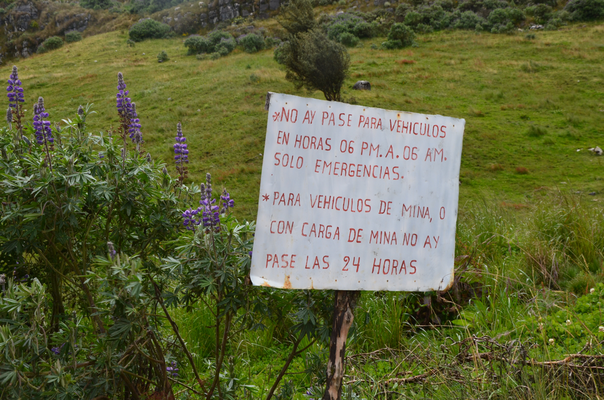 *NO AY PASE PARA VEHICULOS
EN HORAS 06 PM. A. 06 AM.
SOLO EMERGENCIAS.
* PARA VEHICULOS DE MINA, O
CON CARGA DE MINA NO AY
PASE LAS 24 HORAS